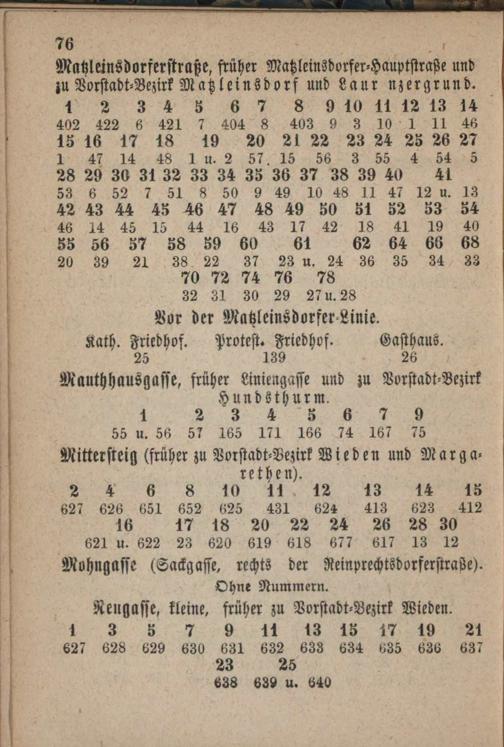 76
Matzleinsdorferstraße, früher Matzleinsdorfer-Hauptstraße und
zu Vorstadt-Bezirk Matzleinsdorf und Laur nzergrund.
1 2 3 4 5 6 7 8 9 10 11 12 13 14
402 422 6 421 7 404 8 403 9 3 10 1 11 46
15 16 17 18 19 20 21 22 23 24 25 26 27
1 47 14 48 1 u. 2 57 15 56 3 55 4 54 5
28 29 30 31 32 33 34 35 36 37 38 39 40 41
53 6 52 7 51 8 50 9 49 10 48 11 47 12 u. 13
42 43 44 45 46 47 48 49 50 51 52 53 54
46 14 45 15 44 16 43 17 42 18 41 19 40
55 56 57 58 59 60 61 62 64 66 68
20 39 21 38 22 37 23 u. 24 36 35 34 33
70 72 74 76 78
32 31 30 29 27 u. 28
Vor der Matzleinsdorfer-Linie.
Kath. Friedhof. Protest. Friedhof. Gasthaus.
25 139 26
Mauthhausgasse, früher Liniengasse und zu Vorstadt-Bezirk
Hundsthurm.
1 2 3 4 5 6 7 9
55 u. 56 57 165 171 166 74 167 75
Mittersteig (früher zu Vorstadt-Bezirk Wieden und Marga-
rethen).
2 4 6 8 10 11 12 13 14 15
627 626 651 652 625 431 624 413 623 412
16 17 18 20 22 24 26 28 30
621 u. 622 23 620 619 618 677 617 13 12
Mohngasse (Sackgasse, rechts der Reinprechtsdorferstraße).
Ohne Nummern.
Neugasse, kleine, früher zu Vorstadt-Bezirk Wieden.
1 3 5 7 9 11 13 15 17 19 21
627 628 629 630 631 632 633 634 635 636 637
23 25
638 639 u. 640